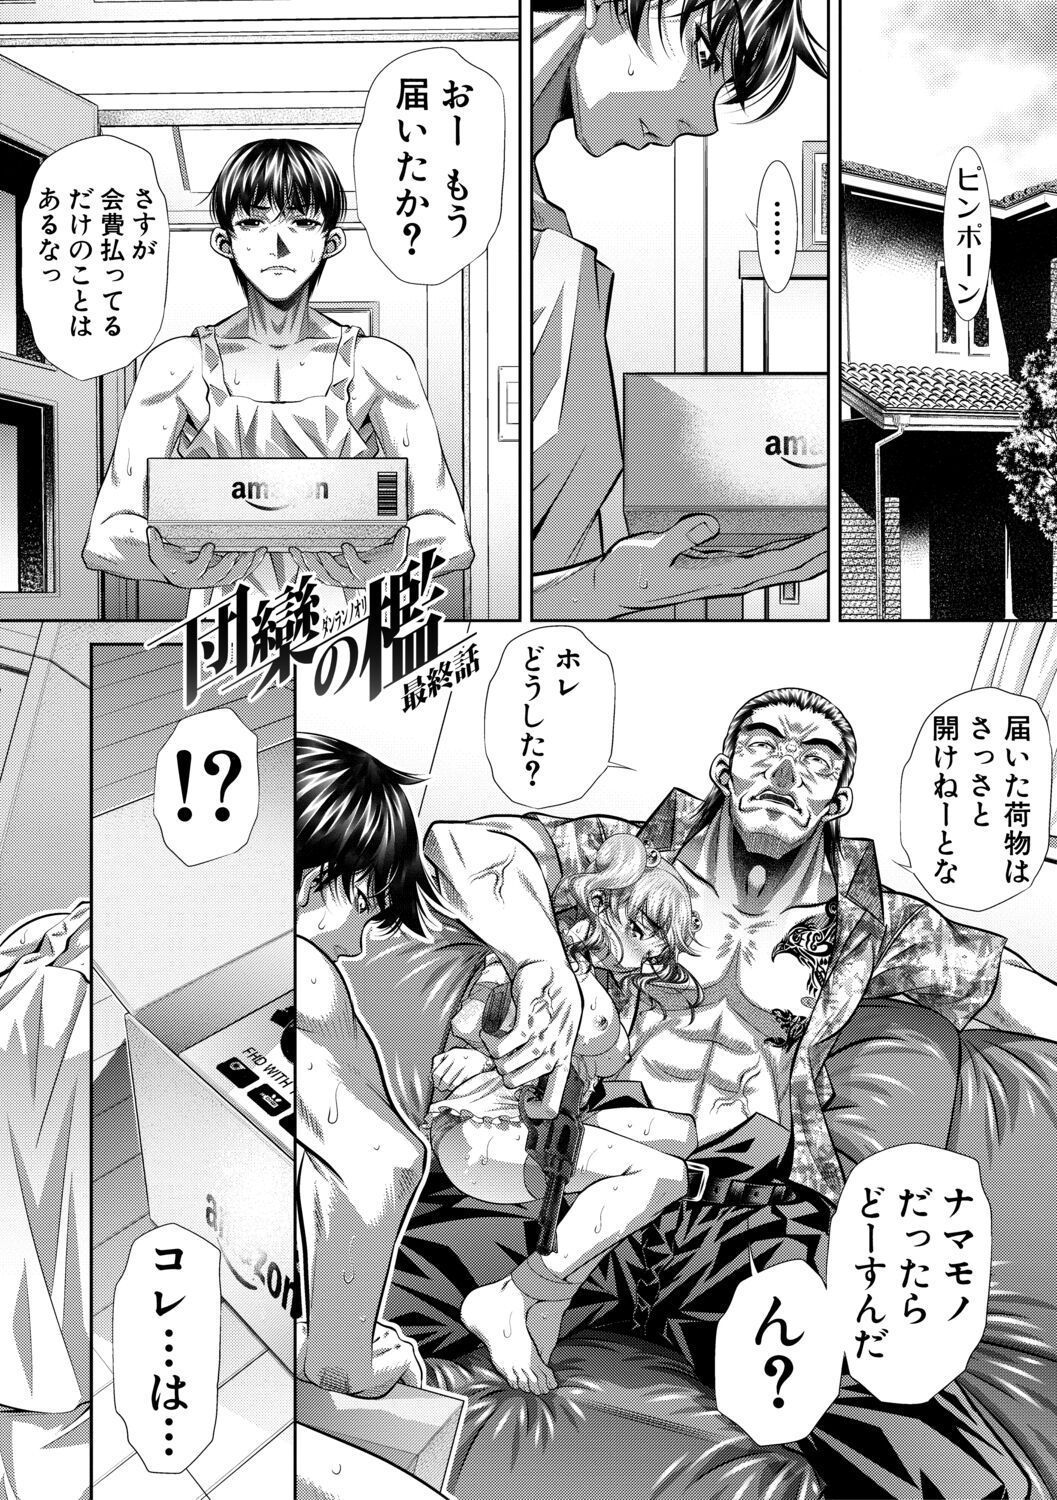 ピンポーン
……
おー もう
届いたか？
さすが
会費払ってる
だけのことは
あるなっ
amazon
ama
団欒の檻
ダンランノオリ
最終話
届いた荷物は
さっさと
開けねーとな
ホレ
どうした？
ナマモノ
だったら
どーすんだ
ん？
!?
FHD WITH
amazon
コレ……は…